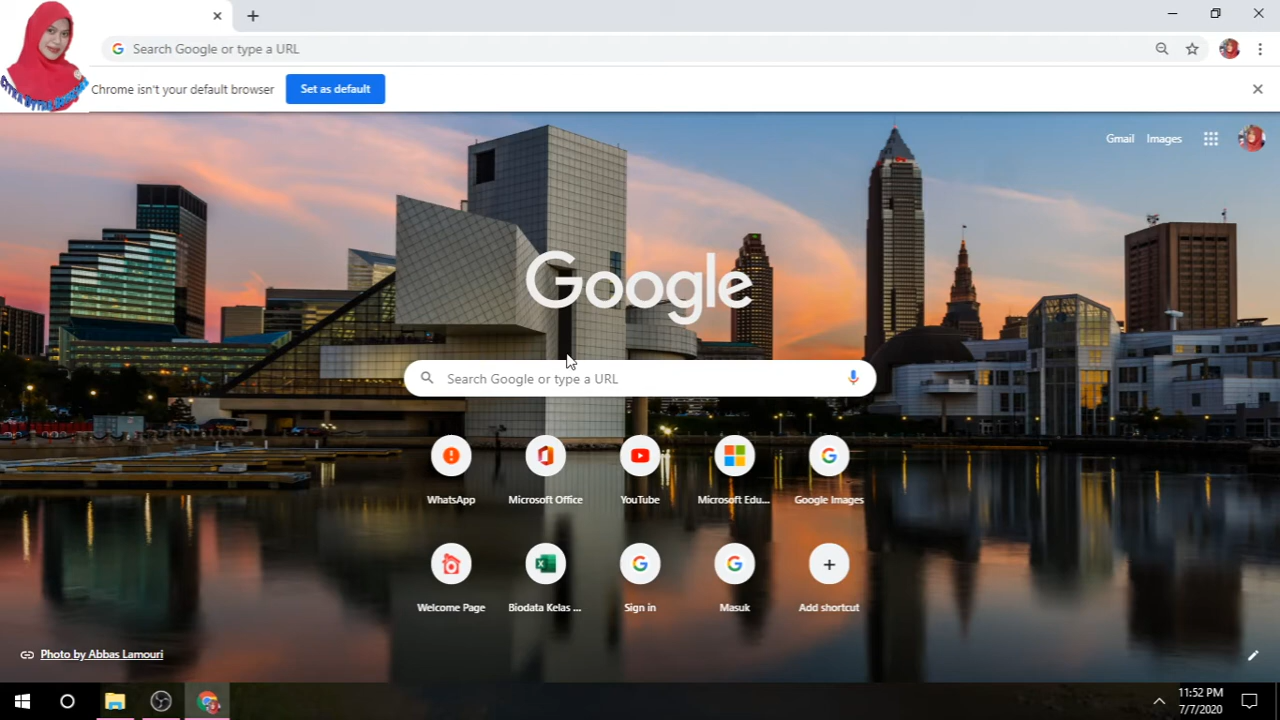 Search Google or type a URL
Chrome isn't your default browser
Set as default
Gmail
Images
Google
Search Google or type a URL
WhatsApp
Microsoft Office
YouTube
Microsoft Edu...
Google Images
Welcome Page
Biodata Kelas ...
Sign in
Masuk
Add shortcut
Photo by Abbas Lamouri
11:52 PM
7/7/2020